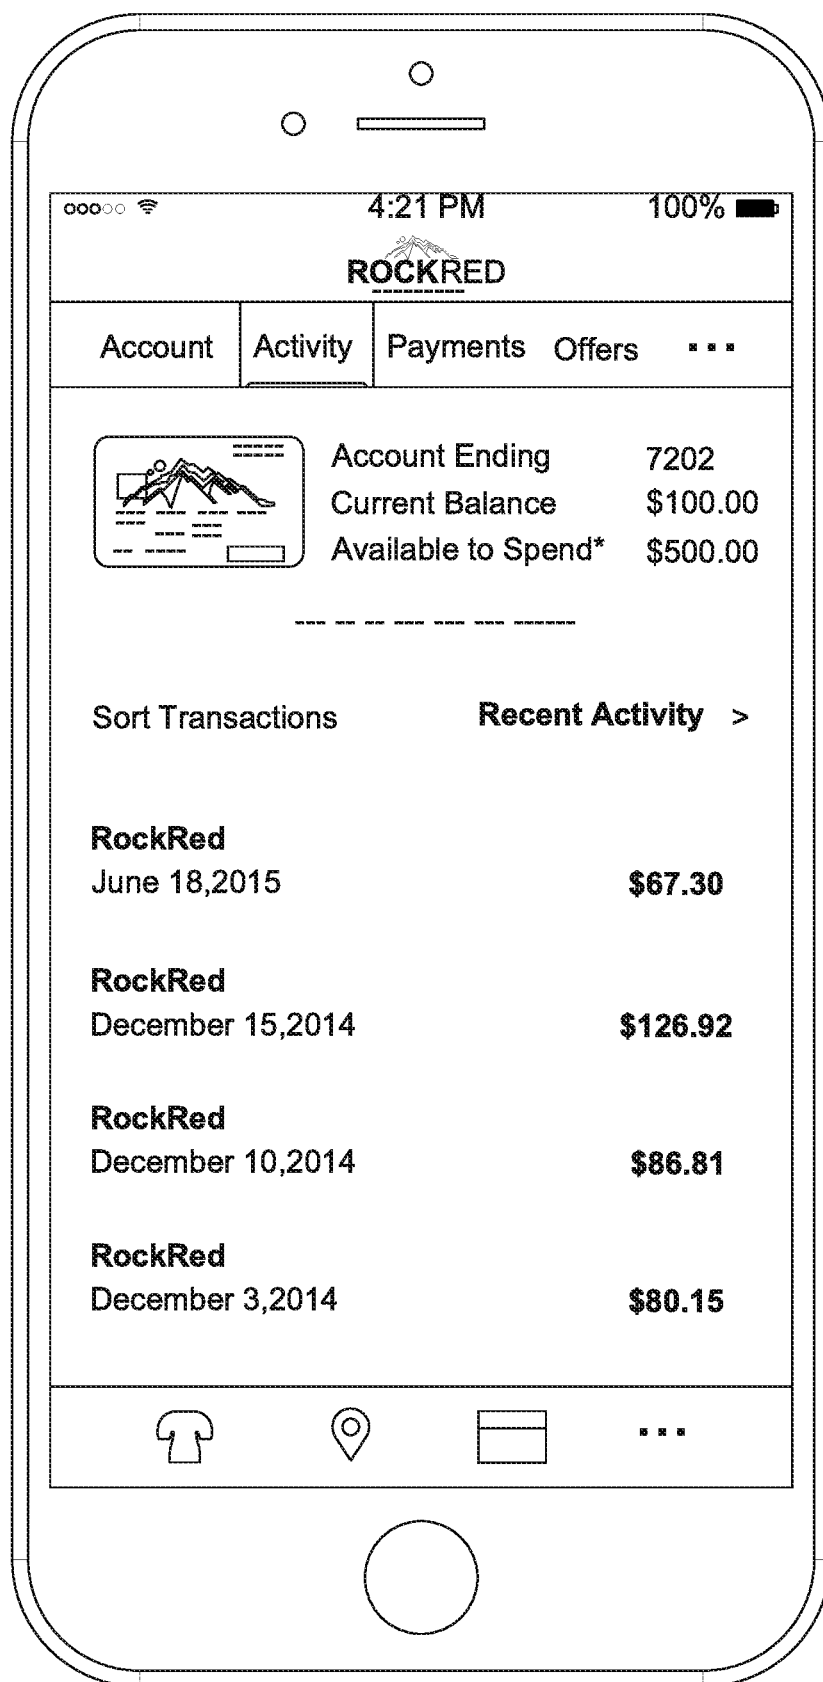 4:21 PM 100%
ROCKRED
Account Activity Payments Offers ...
Account Ending 7202
Current Balance $100.00
Available to Spend* $500.00
Sort Transactions Recent Activity >
RockRed
June 18,2015 $67.30
RockRed
December 15,2014 $126.92
RockRed
December 10,2014 $86.81
RockRed
December 3,2014 $80.15
...